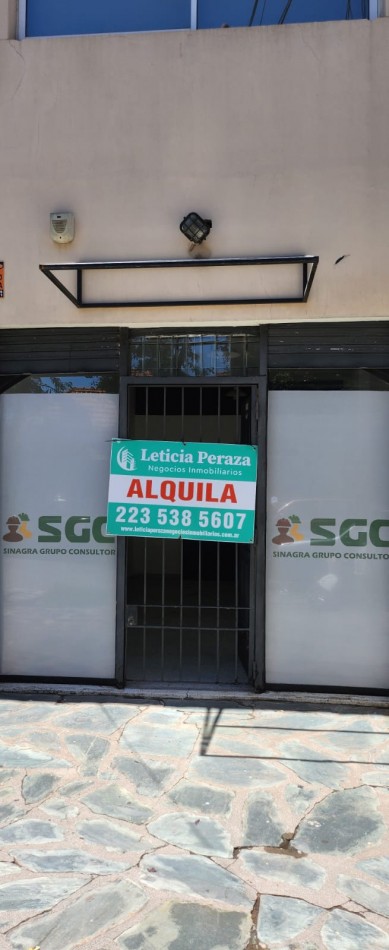 Leticia Peraza
Negocios Inmobiliarios
ALQUILA
223 538 5607
www.leticiaperazanegociosinmobiliarios.com.ar
SGC
SINAGRA GRUPO CONSULTOR
SGC
SINAGRA GRUPO CONSULTOR